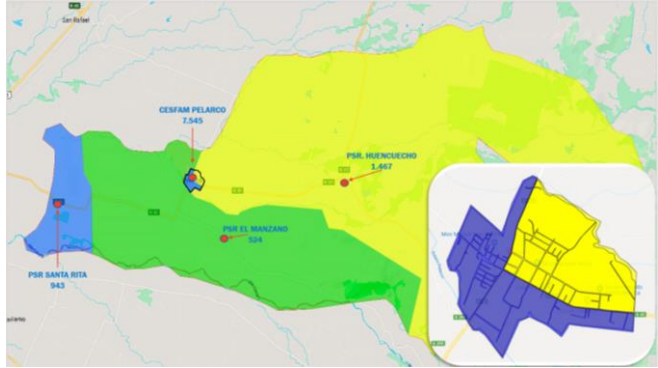 San Rafael
CESFAM PELARCO
7.545
PSR. HUENCUECHO
1.467
PSR EL MANZANO
524
PSR SANTA RITA
943